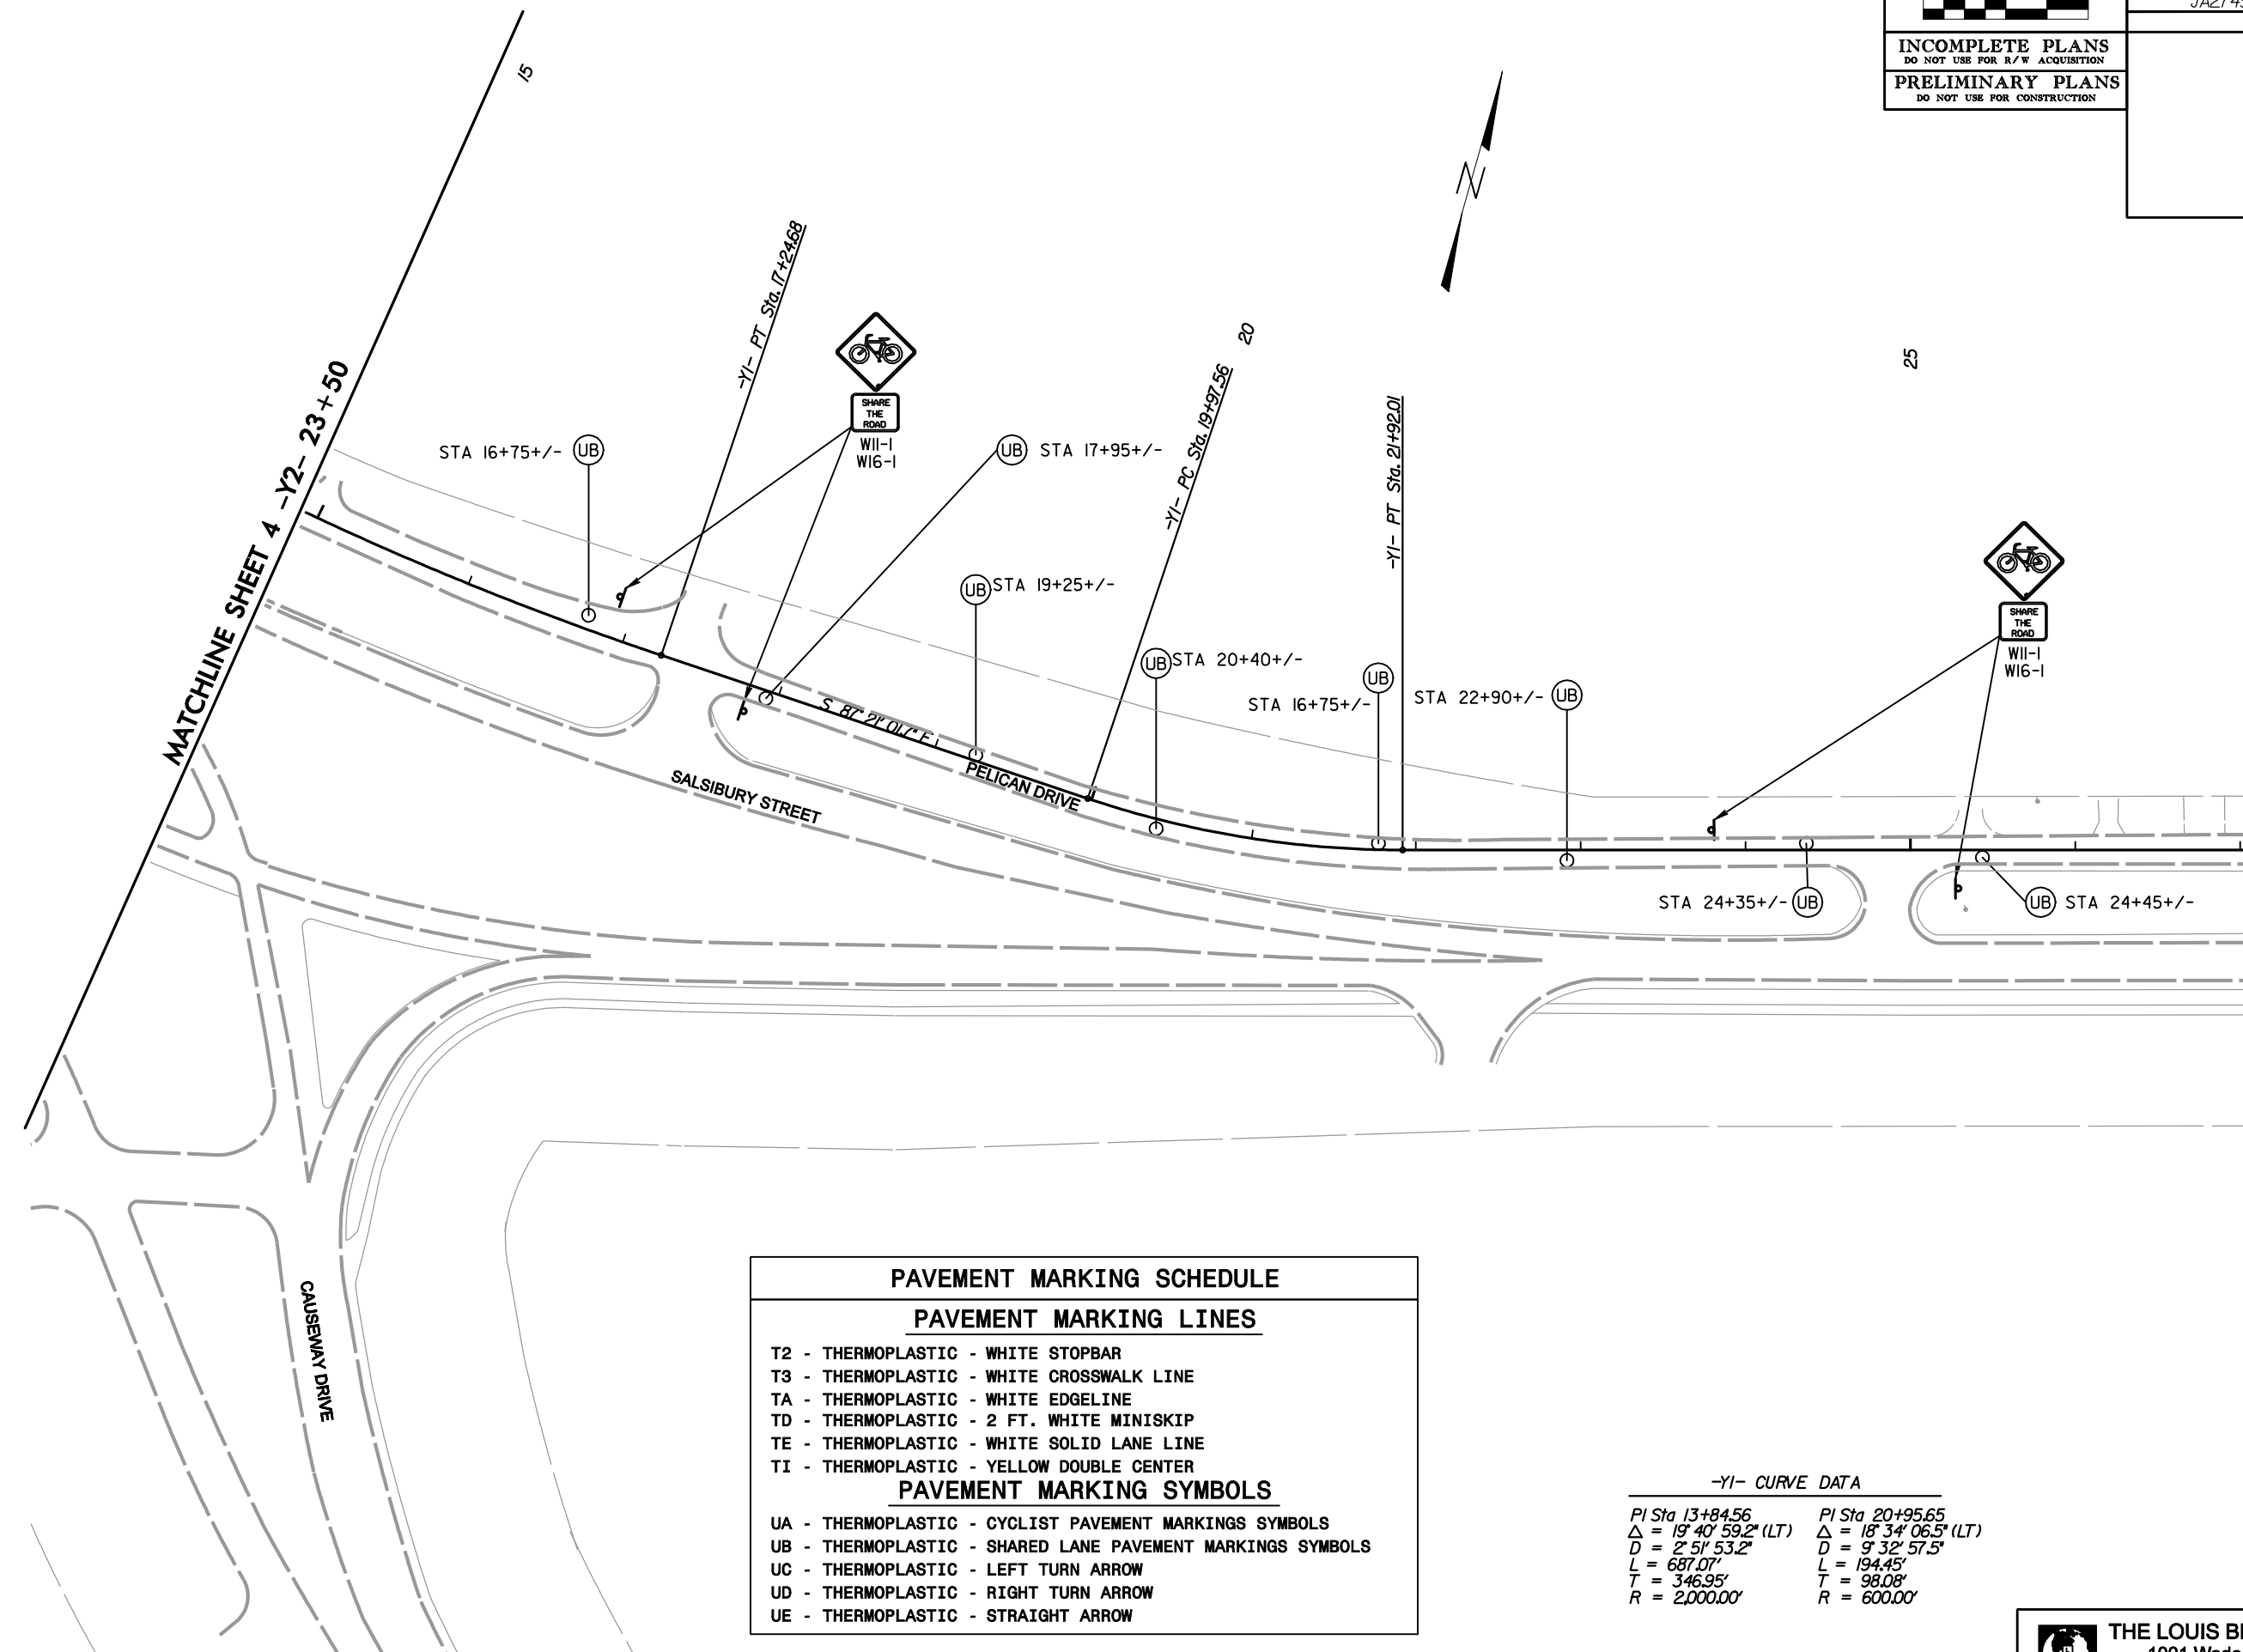 JA2745
INCOMPLETE PLANS
DO NOT USE FOR R/W ACQUISITION
PRELIMINARY PLANS
DO NOT USE FOR CONSTRUCTION
15
N
-Y1- PT Sta. 17+24.68
SHARE
THE
ROAD
W11-1
W16-1
20
-Y1- PC Sta. 19+97.56
-Y1- PT Sta. 21+92.01
25
MATCHLINE SHEET 4 -Y2- 23+50
STA 16+75+/- UB
UB STA 17+95+/-
UB STA 19+25+/-
UB STA 20+40+/-
UB
STA 16+75+/-
STA 22+90+/- UB
SHARE
THE
ROAD
W11-1
W16-1
S 87° 21' 01.7" E
PELICAN DRIVE
SALSIBURY STREET
STA 24+35+/- UB
UB STA 24+45+/-
CAUSEWAY DRIVE
PAVEMENT MARKING SCHEDULE
PAVEMENT MARKING LINES
T2 - THERMOPLASTIC - WHITE STOPBAR
T3 - THERMOPLASTIC - WHITE CROSSWALK LINE
TA - THERMOPLASTIC - WHITE EDGELINE
TD - THERMOPLASTIC - 2 FT. WHITE MINISKIP
TE - THERMOPLASTIC - WHITE SOLID LANE LINE
TI - THERMOPLASTIC - YELLOW DOUBLE CENTER
PAVEMENT MARKING SYMBOLS
UA - THERMOPLASTIC - CYCLIST PAVEMENT MARKINGS SYMBOLS
UB - THERMOPLASTIC - SHARED LANE PAVEMENT MARKINGS SYMBOLS
UC - THERMOPLASTIC - LEFT TURN ARROW
UD - THERMOPLASTIC - RIGHT TURN ARROW
UE - THERMOPLASTIC - STRAIGHT ARROW
-Y1- CURVE DATA
PI Sta 13+84.56
Δ = 19° 40' 59.2" (LT)
D = 2° 51' 53.2"
L = 687.07'
T = 346.95'
R = 2,000.00'
PI Sta 20+95.65
Δ = 18° 34' 06.5" (LT)
D = 9° 32' 57.5"
L = 194.45'
T = 98.08'
R = 600.00'
THE LOUIS BE
1001 Wade